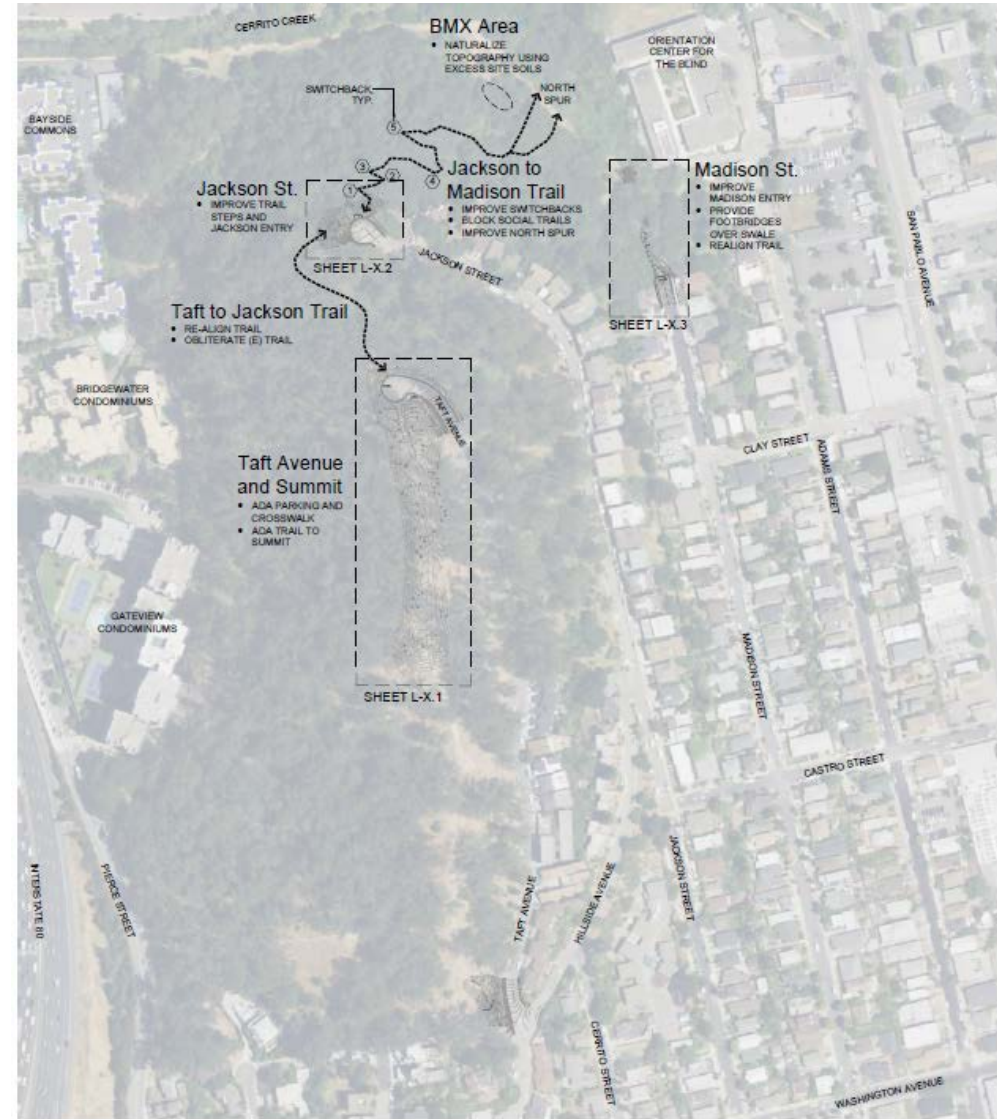 CERRITO CREEK
BMX Area
• NATURALIZE
TOPOGRAPHY USING
EXCESS SITE SOILS
ORIENTATION
CENTER FOR
THE BLIND
SWITCHBACK
TYP.
NORTH
SPUR
BAYSIDE
COMMONS
5
3
2
1
4
Jackson St.
• IMPROVE TRAIL
STEPS AND
JACKSON ENTRY
Jackson to
Madison Trail
• IMPROVE SWITCHBACKS
• BLOCK SOCIAL TRAILS
• IMPROVE NORTH SPUR
Madison St.
• IMPROVE
MADISON ENTRY
• PROVIDE
FOOTBRIDGES
OVER SWALE
• REALIGN TRAIL
SAN PABLO AVENUE
SHEET L-X.2
JACKSON STREET
SHEET L-X.3
Taft to Jackson Trail
• RE-ALIGN TRAIL
• OBLITERATE (E) TRAIL
BRIDGEWATER
CONDOMINIUMS
TAFT AVENUE
CLAY STREET
ADAMS STREET
Taft Avenue
and Summit
• ADA PARKING AND
CROSSWALK
• ADA TRAIL TO
SUMMIT
GATEVIEW
CONDOMINIUMS
MADISON STREET
SHEET L-X.1
CASTRO STREET
INTERSTATE 80
PIERCE STREET
TAFT AVENUE
HILLSIDE AVENUE
JACKSON STREET
CERRITO STREET
WASHINGTON AVENUE